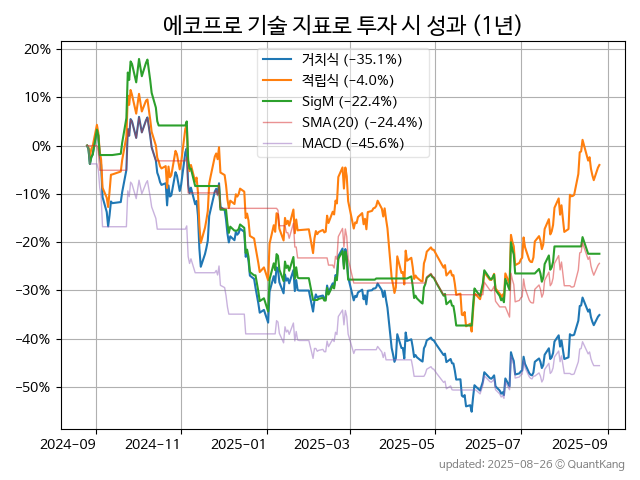 에코프로 기술 지표로 투자 시 성과 (1년)
거치식 (−35.1%)
적립식 (−4.0%)
SigM (−22.4%)
SMA(20) (−24.4%)
MACD (−45.6%)
20%
10%
0%
−10%
−20%
−30%
−40%
−50%
2024-09 2024-11 2025-01 2025-03 2025-05 2025-07 2025-09
updated: 2025-08-26 © QuantKang